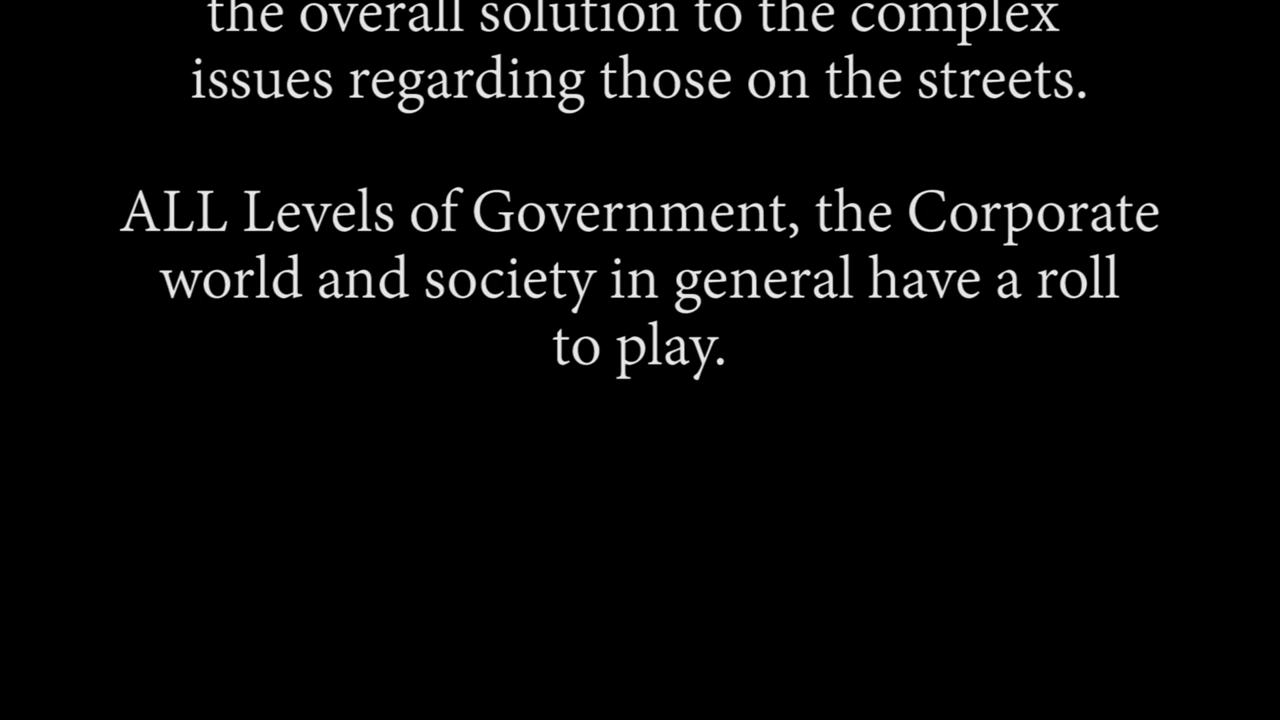 the overall solution to the complex
issues regarding those on the streets.
ALL Levels of Government, the Corporate
world and society in general have a roll
to play.